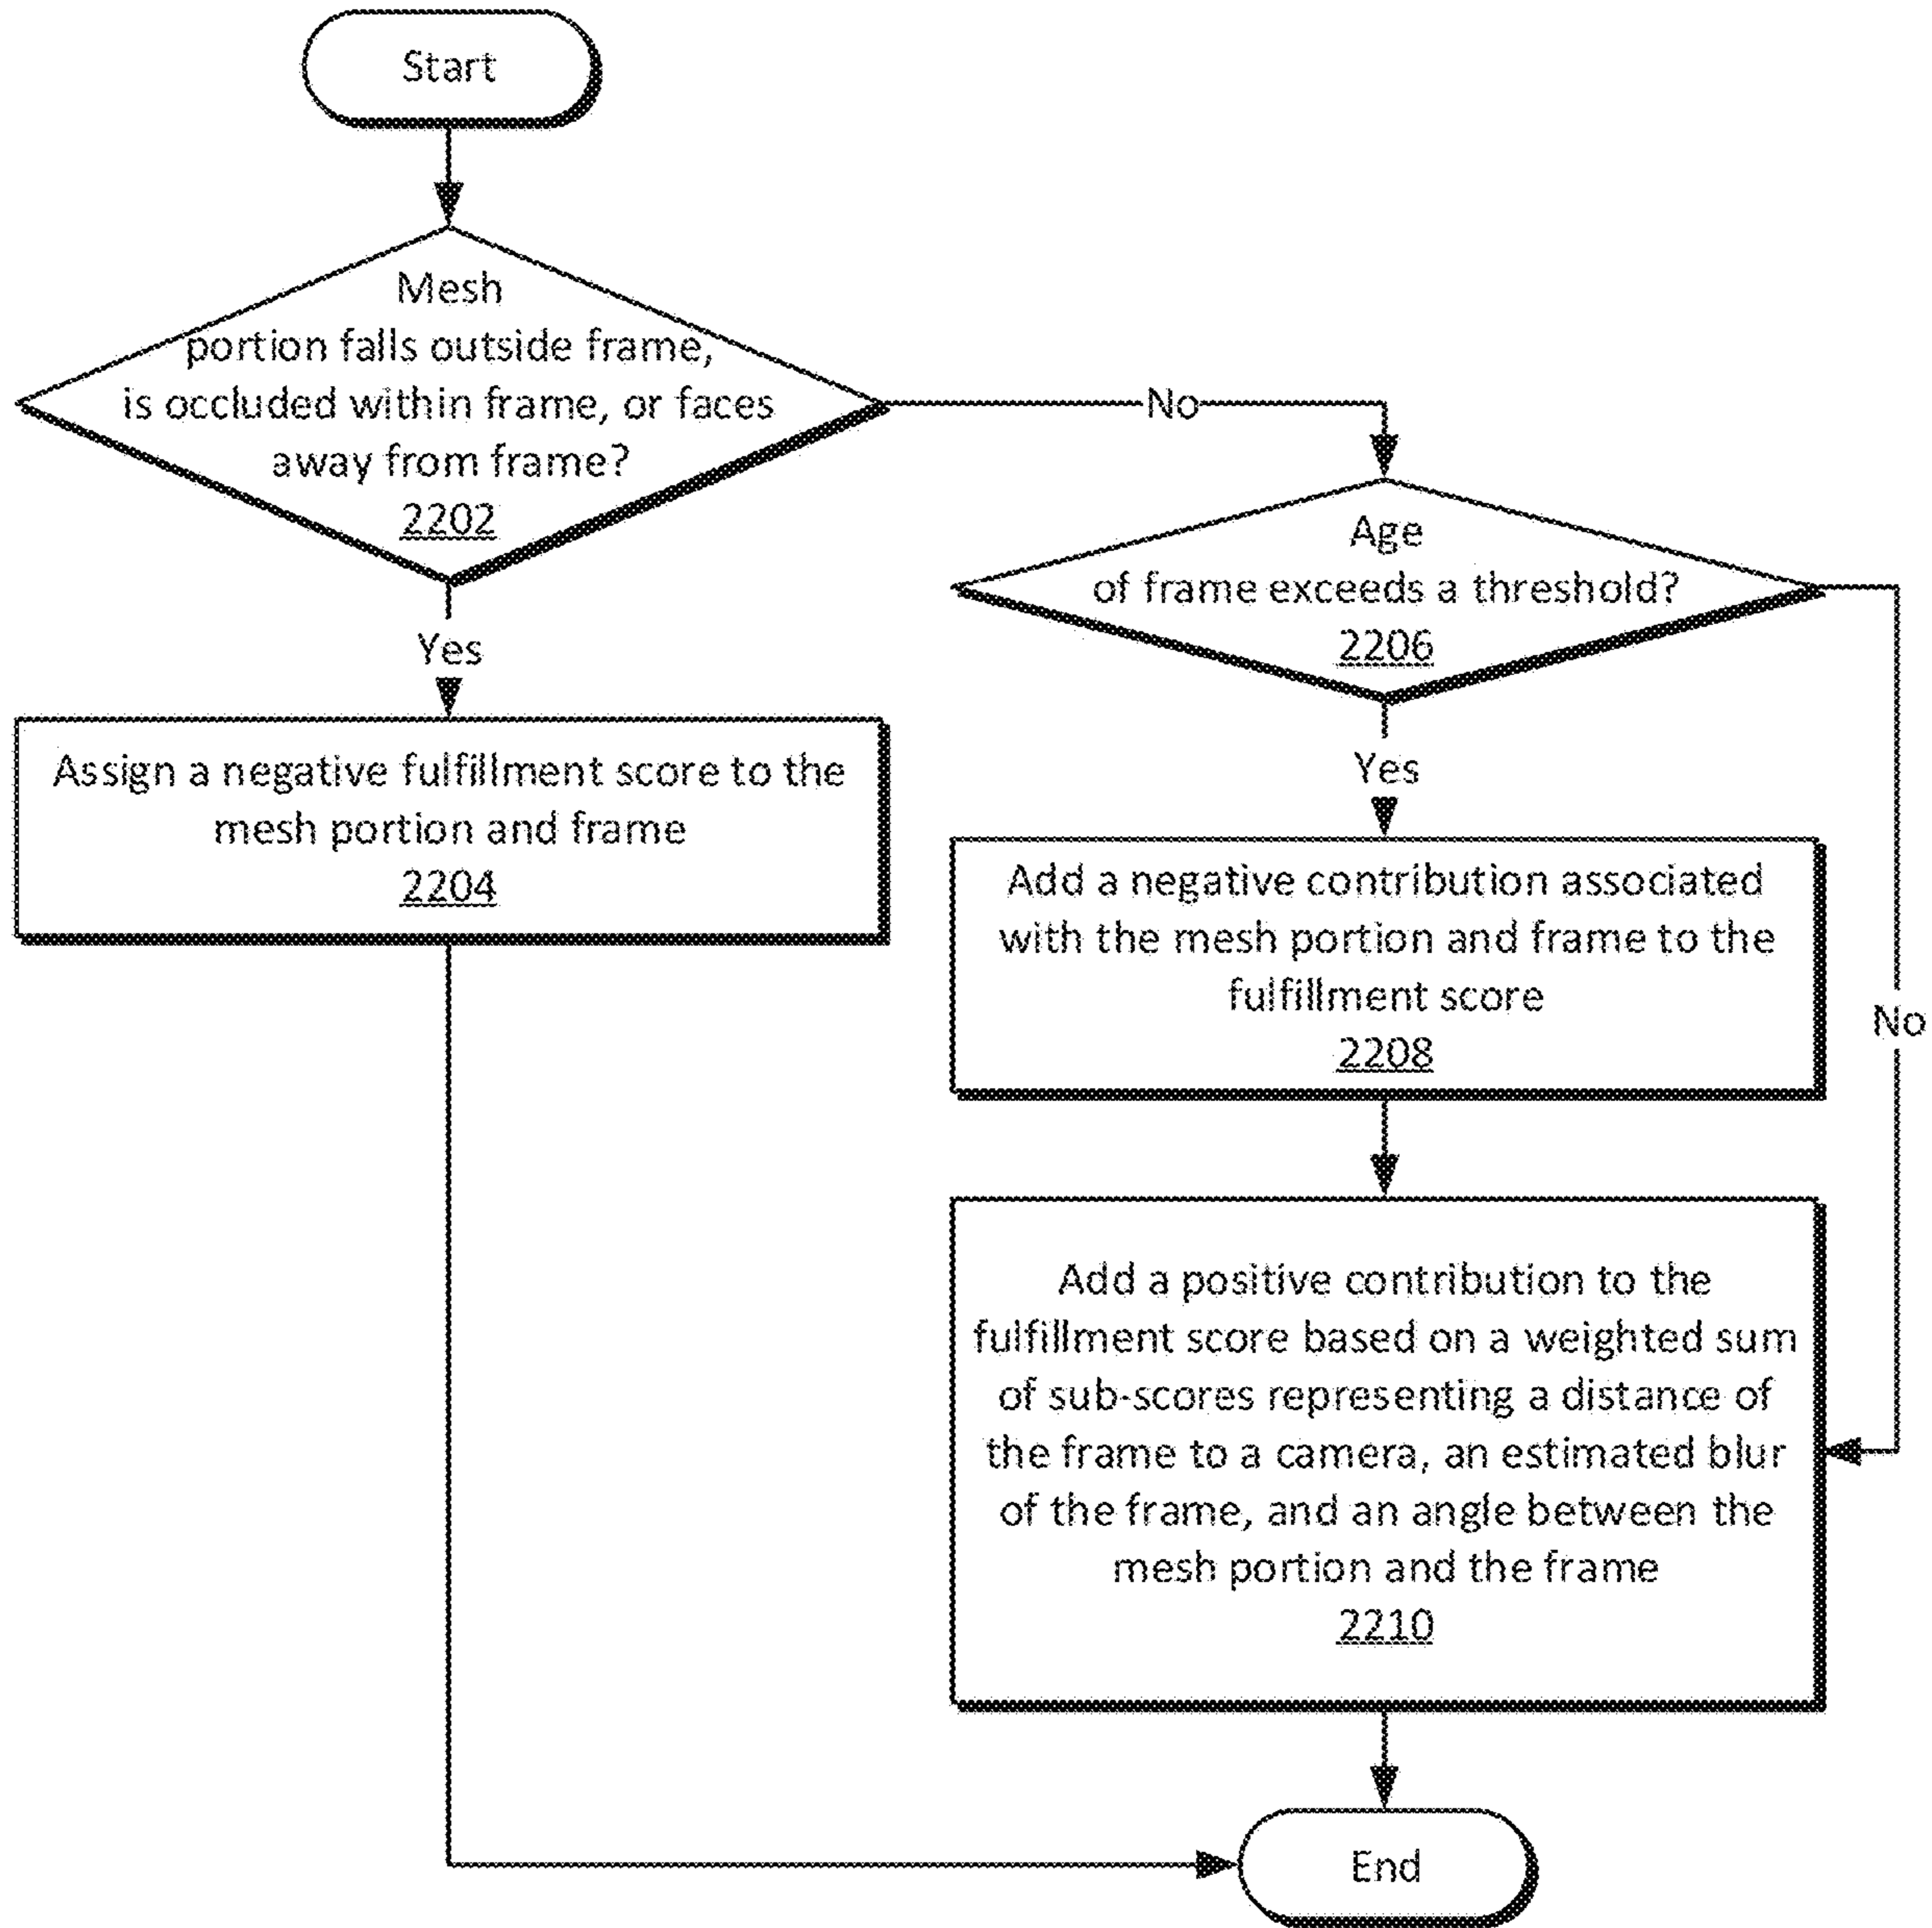 Start
Mesh
portion falls outside frame,
is occluded within frame, or faces
away from frame?
2202
Yes
No
Assign a negative fulfillment score to the
mesh portion and frame
2204
Age
of frame exceeds a threshold?
2206
Yes
No
Add a negative contribution associated
with the mesh portion and frame to the
fulfillment score
2208
Add a positive contribution to the
fulfillment score based on a weighted sum
of sub-scores representing a distance of
the frame to a camera, an estimated blur
of the frame, and an angle between the
mesh portion and the frame
2210
End